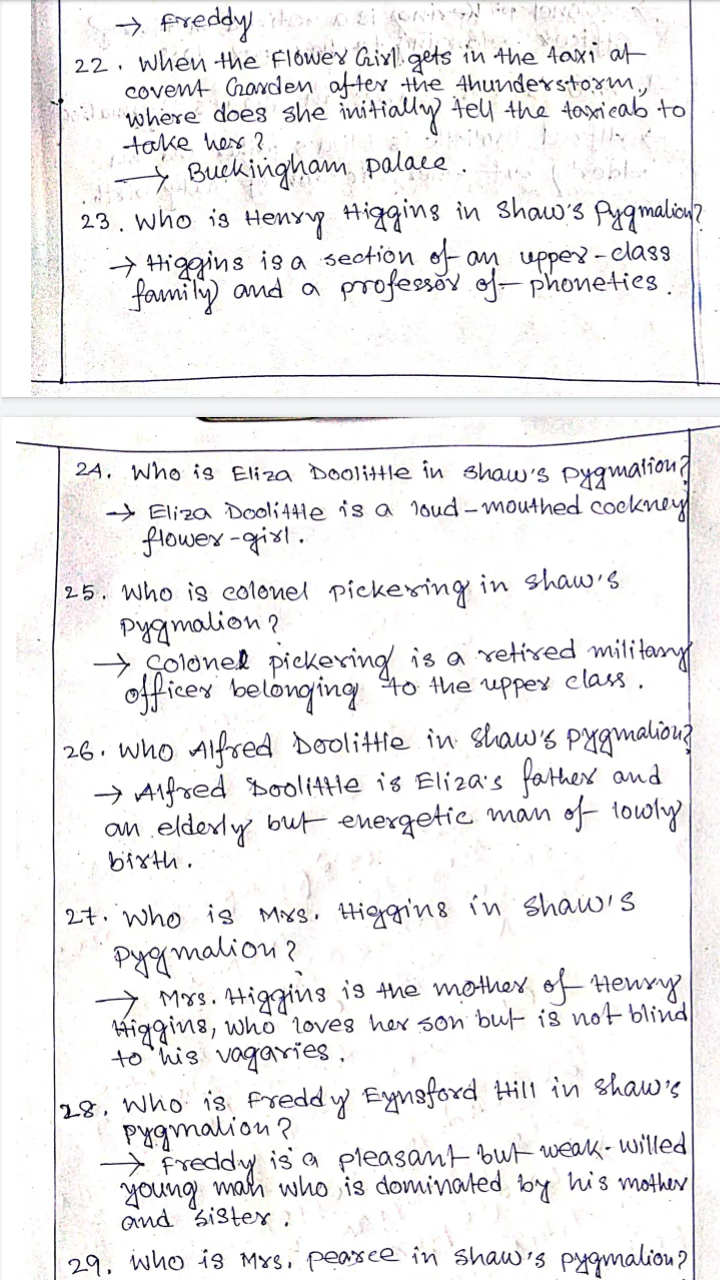 → Freddy
22. When the Flower Girl gets in the taxi at
covent Garden after the thunderstorm,
where does she initially tell the taxicab to
take her?
→ Buckingham palace.
23. Who is Henry Higgins in Shaw's Pygmalion?
→ Higgins is a section of an upper-class
family and a professor of phonetics.
24. Who is Eliza Doolittle in Shaw's Pygmalion?
→ Eliza Doolittle is a loud-mouthed cockney
flower-girl.
25. Who is colonel pickering in Shaw's
pygmalion?
→ Colonel pickering is a retired military
officer belonging to the upper class.
26. Who Alfred Doolittle in Shaw's pygmalion?
→ Alfred Doolittle is Eliza's father and
an elderly but energetic man of lowly
birth.
27. Who is Mrs. Higgins in Shaw's
pygmalion?
→ Mrs. Higgins is the mother of Henry
Higgins, who loves her son but is not blind
to his vagaries.
28. Who is Freddy Eynsford Hill in Shaw's
pygmalion?
→ Freddy is a pleasant but weak-willed
young man who is dominated by his mother
and sister.
29. Who is Mrs. pearce in Shaw's pygmalion?